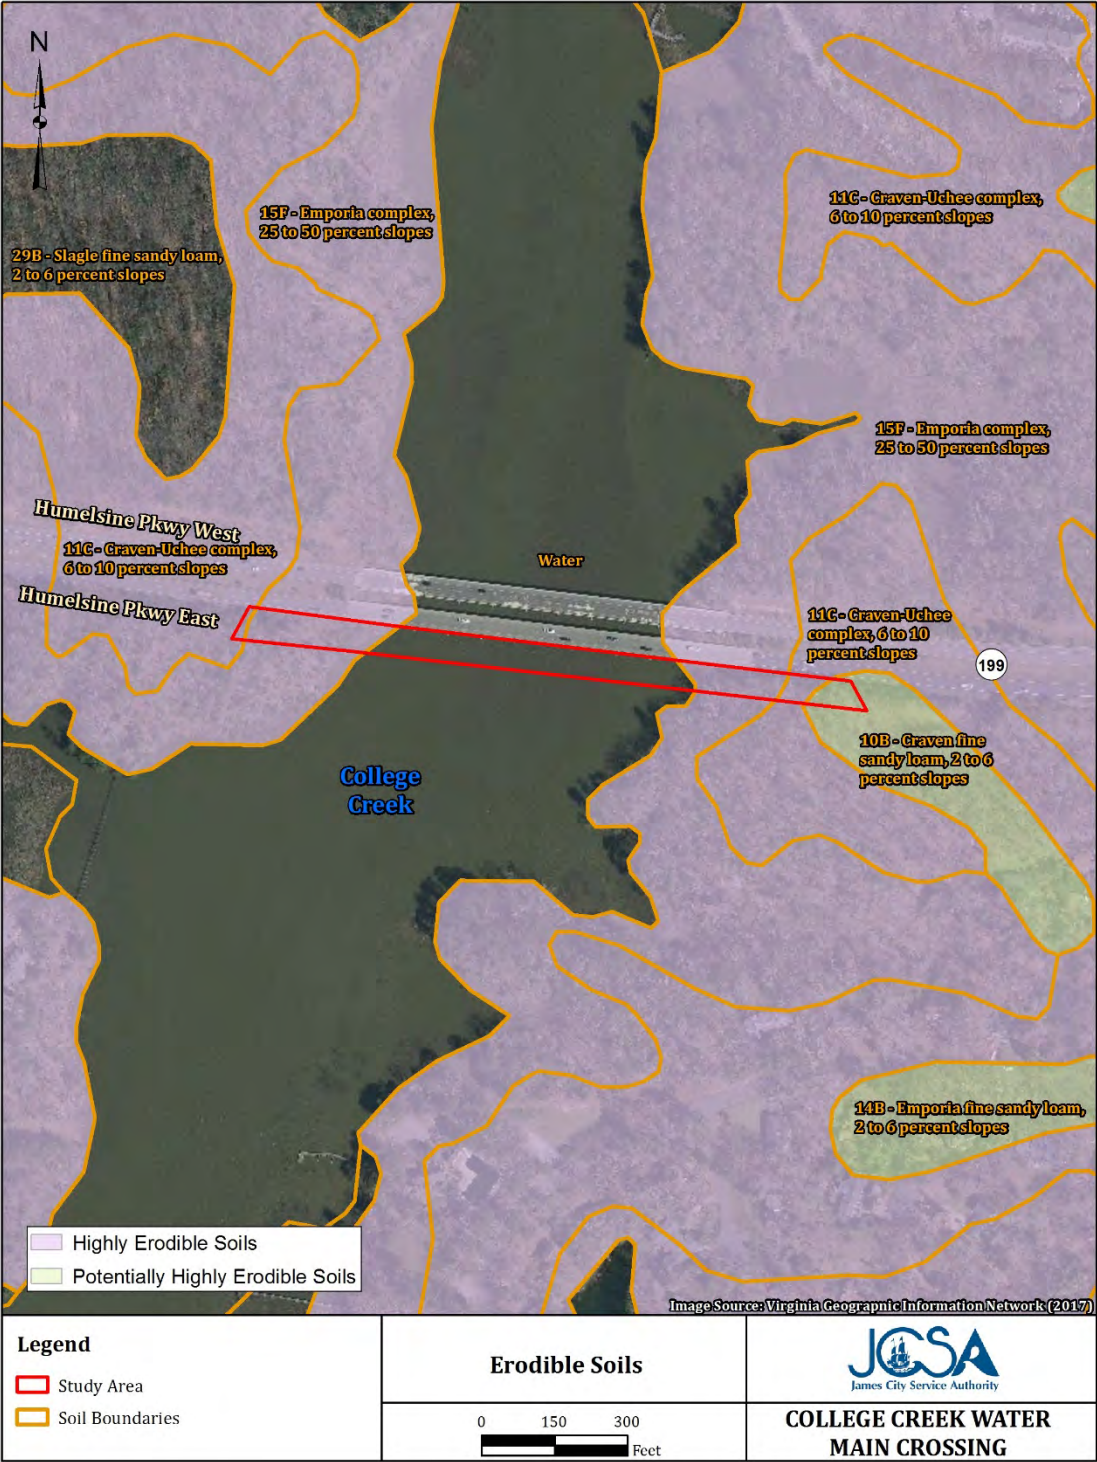 N
11C - Craven-Uchee complex,
6 to 10 percent slopes
15F - Emporia complex,
25 to 50 percent slopes
29B - Slagle fine sandy loam,
2 to 6 percent slopes
15F - Emporia complex,
25 to 50 percent slopes
Humelsine Pkwy West
11C - Craven-Uchee complex,
6 to 10 percent slopes
Water
Humelsine Pkwy East
11C - Craven-Uchee
complex, 6 to 10
percent slopes
199
10B - Craven fine
sandy loam, 2 to 6
percent slopes
College
Creek
14B - Emporia fine sandy loam,
2 to 6 percent slopes
Highly Erodible Soils
Potentially Highly Erodible Soils
Image Source: Virginia Geographic Information Network (2017)
Legend
Study Area
Soil Boundaries
Erodible Soils
0 150 300
Feet
JCSA
James City Service Authority
COLLEGE CREEK WATER
MAIN CROSSING